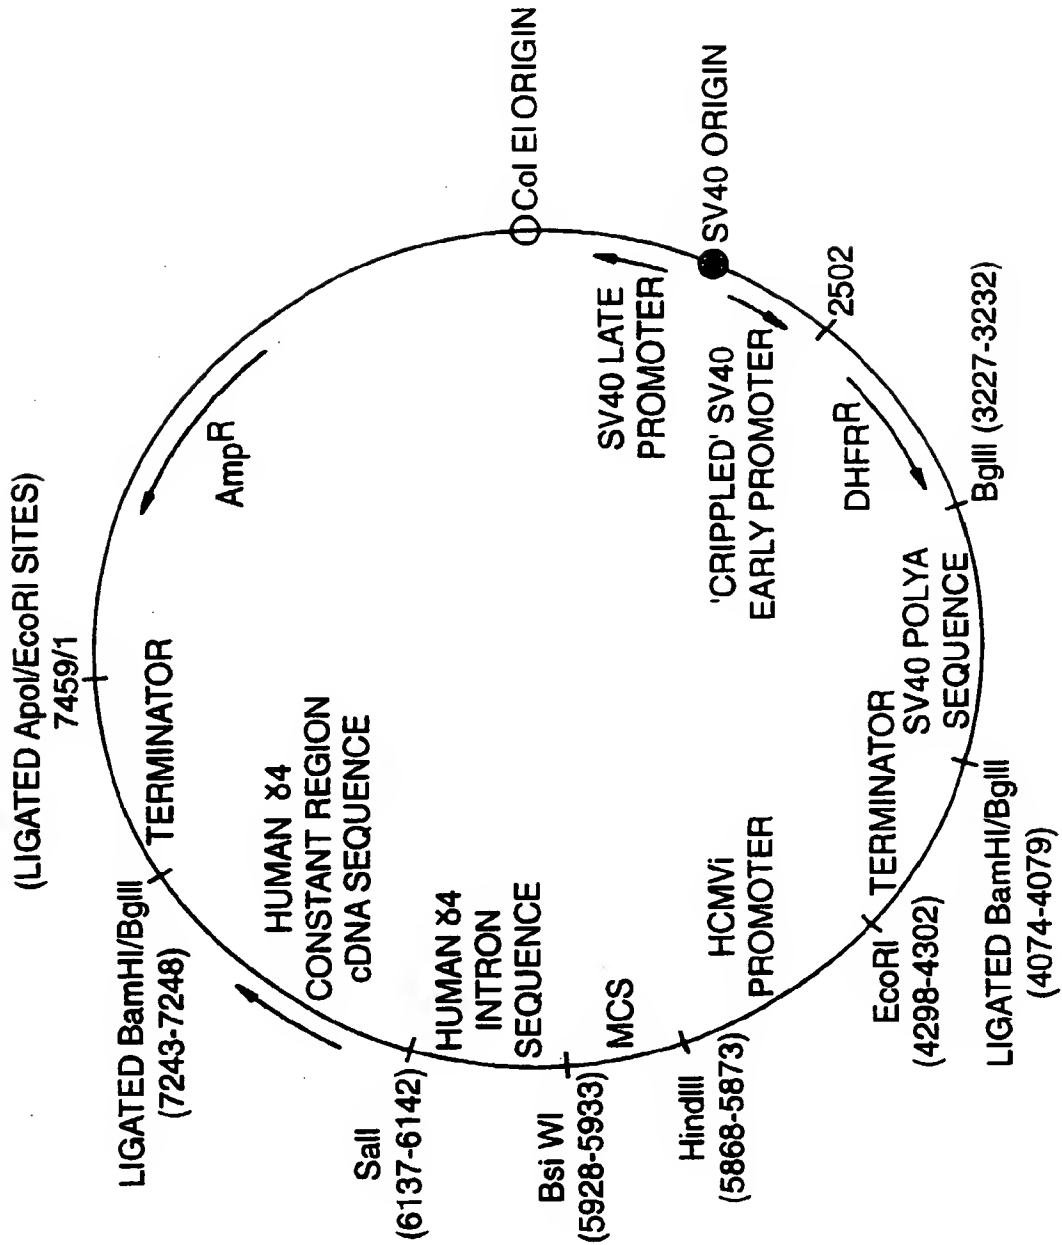 (LIGATED ApoI/EcoRI SITES)
7459/1
TERMINATOR
LIGATED BamHI/BglII
(7243-7248)
HUMAN ४4
CONSTANT REGION
cDNA SEQUENCE
SalI
(6137-6142)
HUMAN ४4
INTRON
SEQUENCE
Bsi WI
(5928-5933)
MCS
HindIII
(5868-5873)
HCMVi
PROMOTER
EcoRI
(4298-4302)
TERMINATOR
LIGATED BamHI/BglII
(4074-4079)
SV40 POLYA
SEQUENCE
BglII (3227-3232)
DHFRᴿ
2502
'CRIPPLED' SV40
EARLY PROMOTER
SV40 ORIGIN
SV40 LATE
PROMOTER
Col EI ORIGIN
Ampᴿ